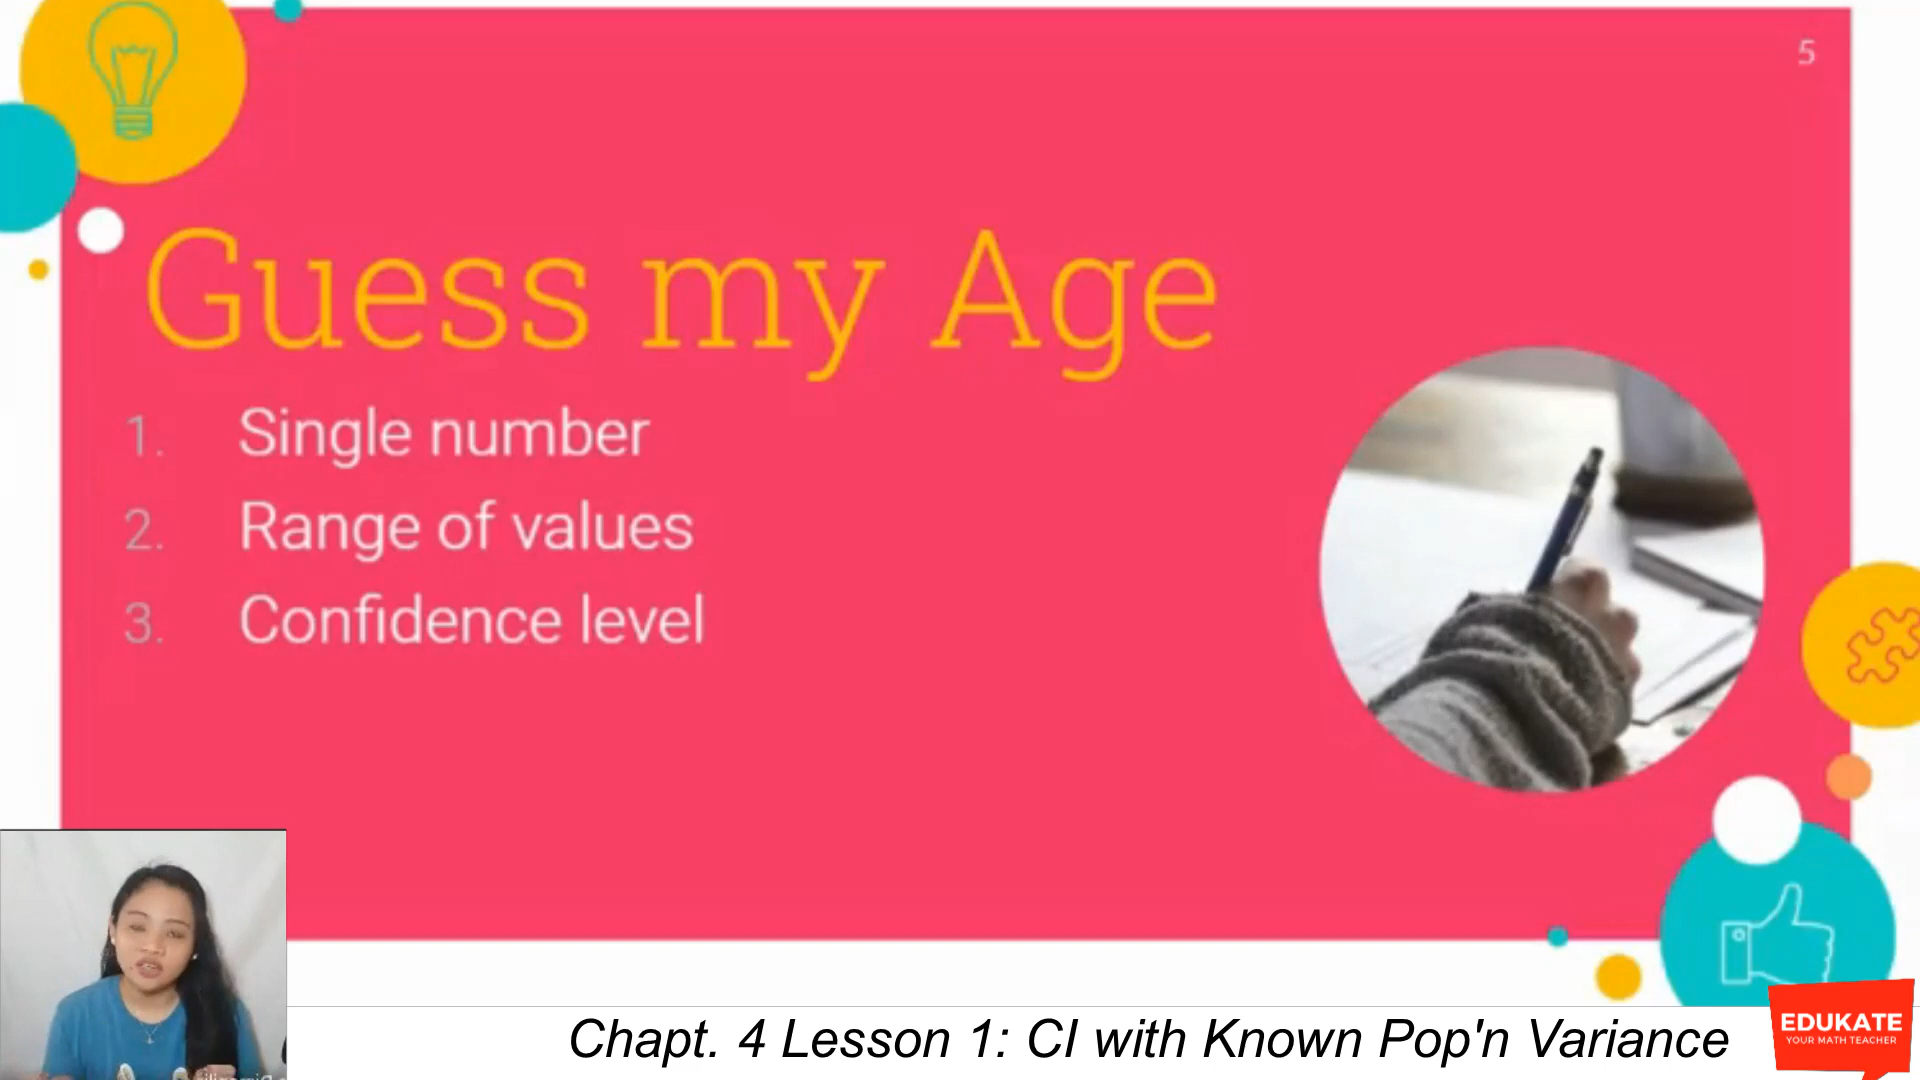 5
Guess my Age
1. Single number
2. Range of values
3. Confidence level
Chapt. 4 Lesson 1: CI with Known Pop'n Variance
EDUKATE
YOUR MATH TEACHER